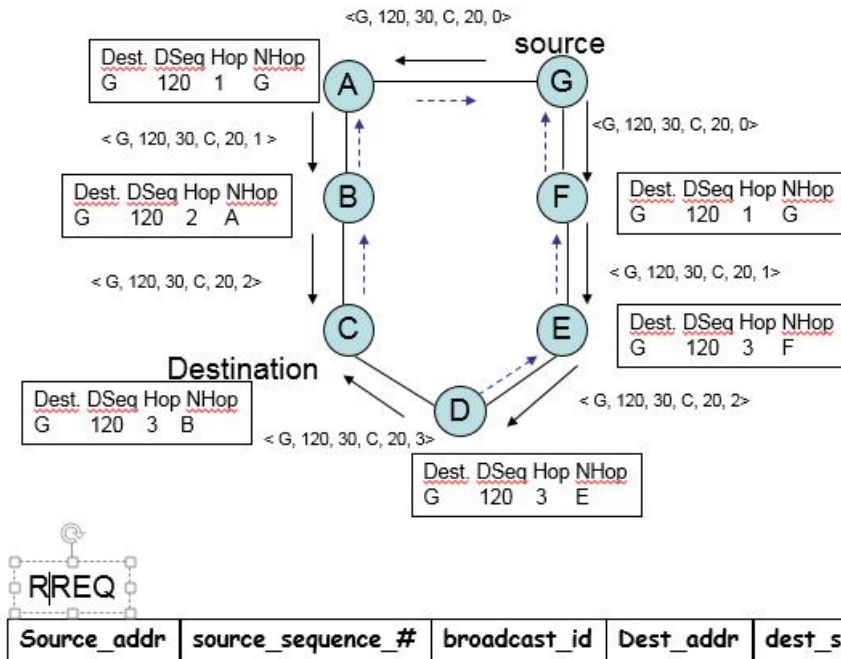 <G, 120, 30, C, 20, 0>
source
Dest. DSeq Hop NHop
G 120 1 G
A
G
< G, 120, 30, C, 20, 1 >
<G, 120, 30, C, 20, 0>
Dest. DSeq Hop NHop
G 120 2 A
B
F
Dest. DSeq Hop NHop
G 120 1 G
< G, 120, 30, C, 20, 2>
< G, 120, 30, C, 20, 1>
C
E
Dest. DSeq Hop NHop
G 120 3 F
Destination
Dest. DSeq Hop NHop
G 120 3 B
D
< G, 120, 30, C, 20, 2>
< G, 120, 30, C, 20, 3>
Dest. DSeq Hop NHop
G 120 3 E
RREQ
Source_addr source_sequence_# broadcast_id Dest_addr dest_s